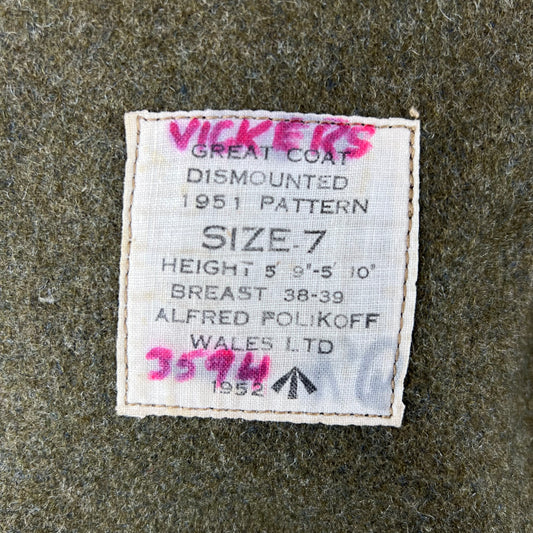 VICKERS
GREAT COAT
DISMOUNTED
1951 PATTERN
SIZE-7
HEIGHT 5' 9"-5' 10"
BREAST 38-39
ALFRED POLIKOFF
WALES LTD
3594
1952